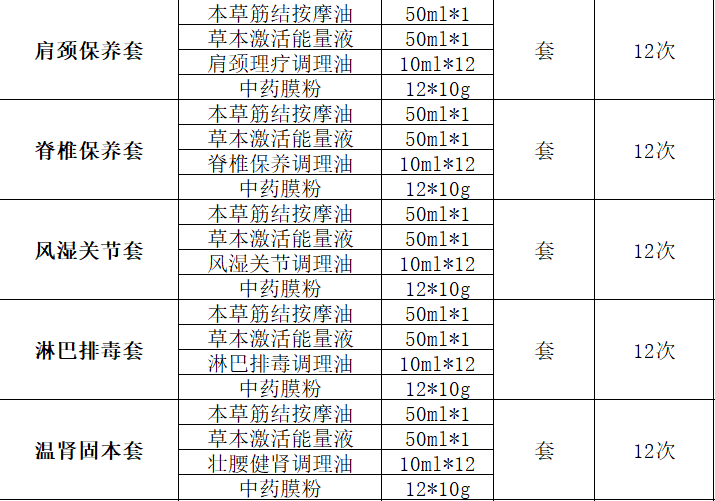 肩颈保养套 本草筋结按摩油 50ml*1 套 12次
草本激活能量液 50ml*1
肩颈理疗调理油 10ml*12
中药膜粉 12*10g
脊椎保养套 本草筋结按摩油 50ml*1 套 12次
草本激活能量液 50ml*1
脊椎保养调理油 10ml*12
中药膜粉 12*10g
风湿关节套 本草筋结按摩油 50ml*1 套 12次
草本激活能量液 50ml*1
风湿关节调理油 10ml*12
中药膜粉 12*10g
淋巴排毒套 本草筋结按摩油 50ml*1 套 12次
草本激活能量液 50ml*1
淋巴排毒调理油 10ml*12
中药膜粉 12*10g
温肾固本套 本草筋结按摩油 50ml*1 套 12次
草本激活能量液 50ml*1
壮腰健肾调理油 10ml*12
中药膜粉 12*10g